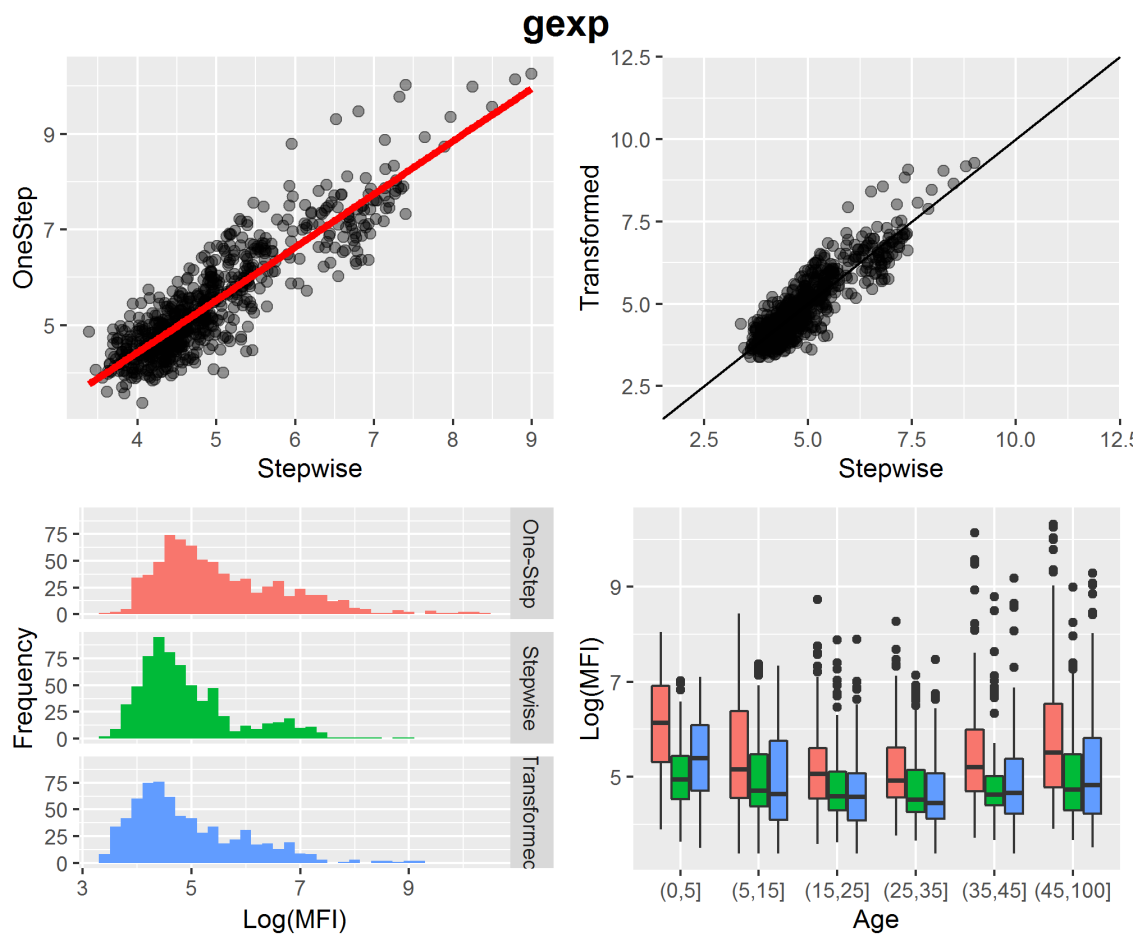 gexp
OneStep
9
7
5
4 5 6 7 8 9
Stepwise
Transformed
12.5
10.0
7.5
5.0
2.5
2.5 5.0 7.5 10.0 12.5
Stepwise
Frequency
75
50
25
0
One-Step
75
50
25
0
Stepwise
75
50
25
0
Transformed
3 5 7 9
Log(MFI)
Log(MFI)
9
7
5
(0,5] (5,15] (15,25] (25,35] (35,45] (45,100]
Age